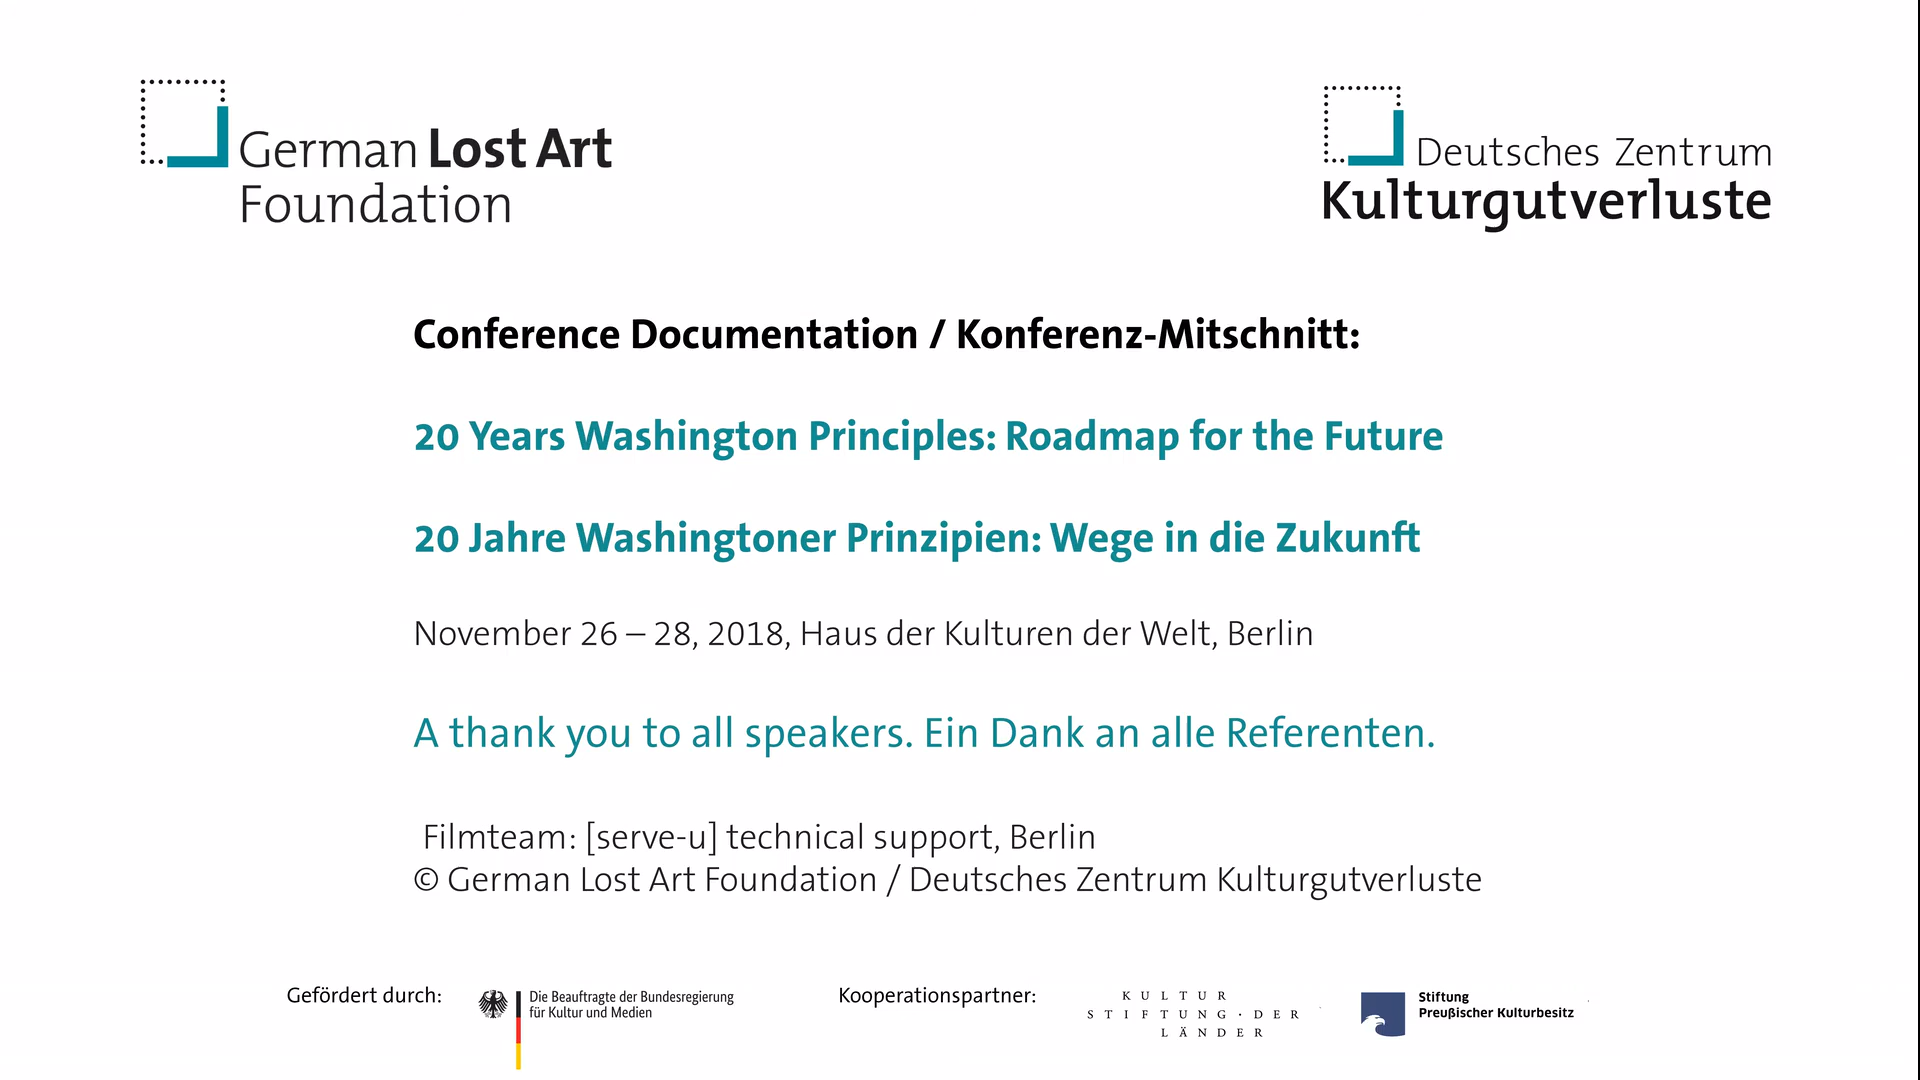 German Lost Art
Foundation
Deutsches Zentrum
Kulturgutverluste
Conference Documentation / Konferenz-Mitschnitt:
20 Years Washington Principles: Roadmap for the Future
20 Jahre Washingtoner Prinzipien: Wege in die Zukunft
November 26 – 28, 2018, Haus der Kulturen der Welt, Berlin
A thank you to all speakers. Ein Dank an alle Referenten.
Filmteam: [serve-u] technical support, Berlin
© German Lost Art Foundation / Deutsches Zentrum Kulturgutverluste
Gefördert durch:
Die Beauftragte der Bundesregierung
für Kultur und Medien
Kooperationspartner:
KULTUR
STIFTUNG · DER
LÄNDER
Stiftung
Preußischer Kulturbesitz